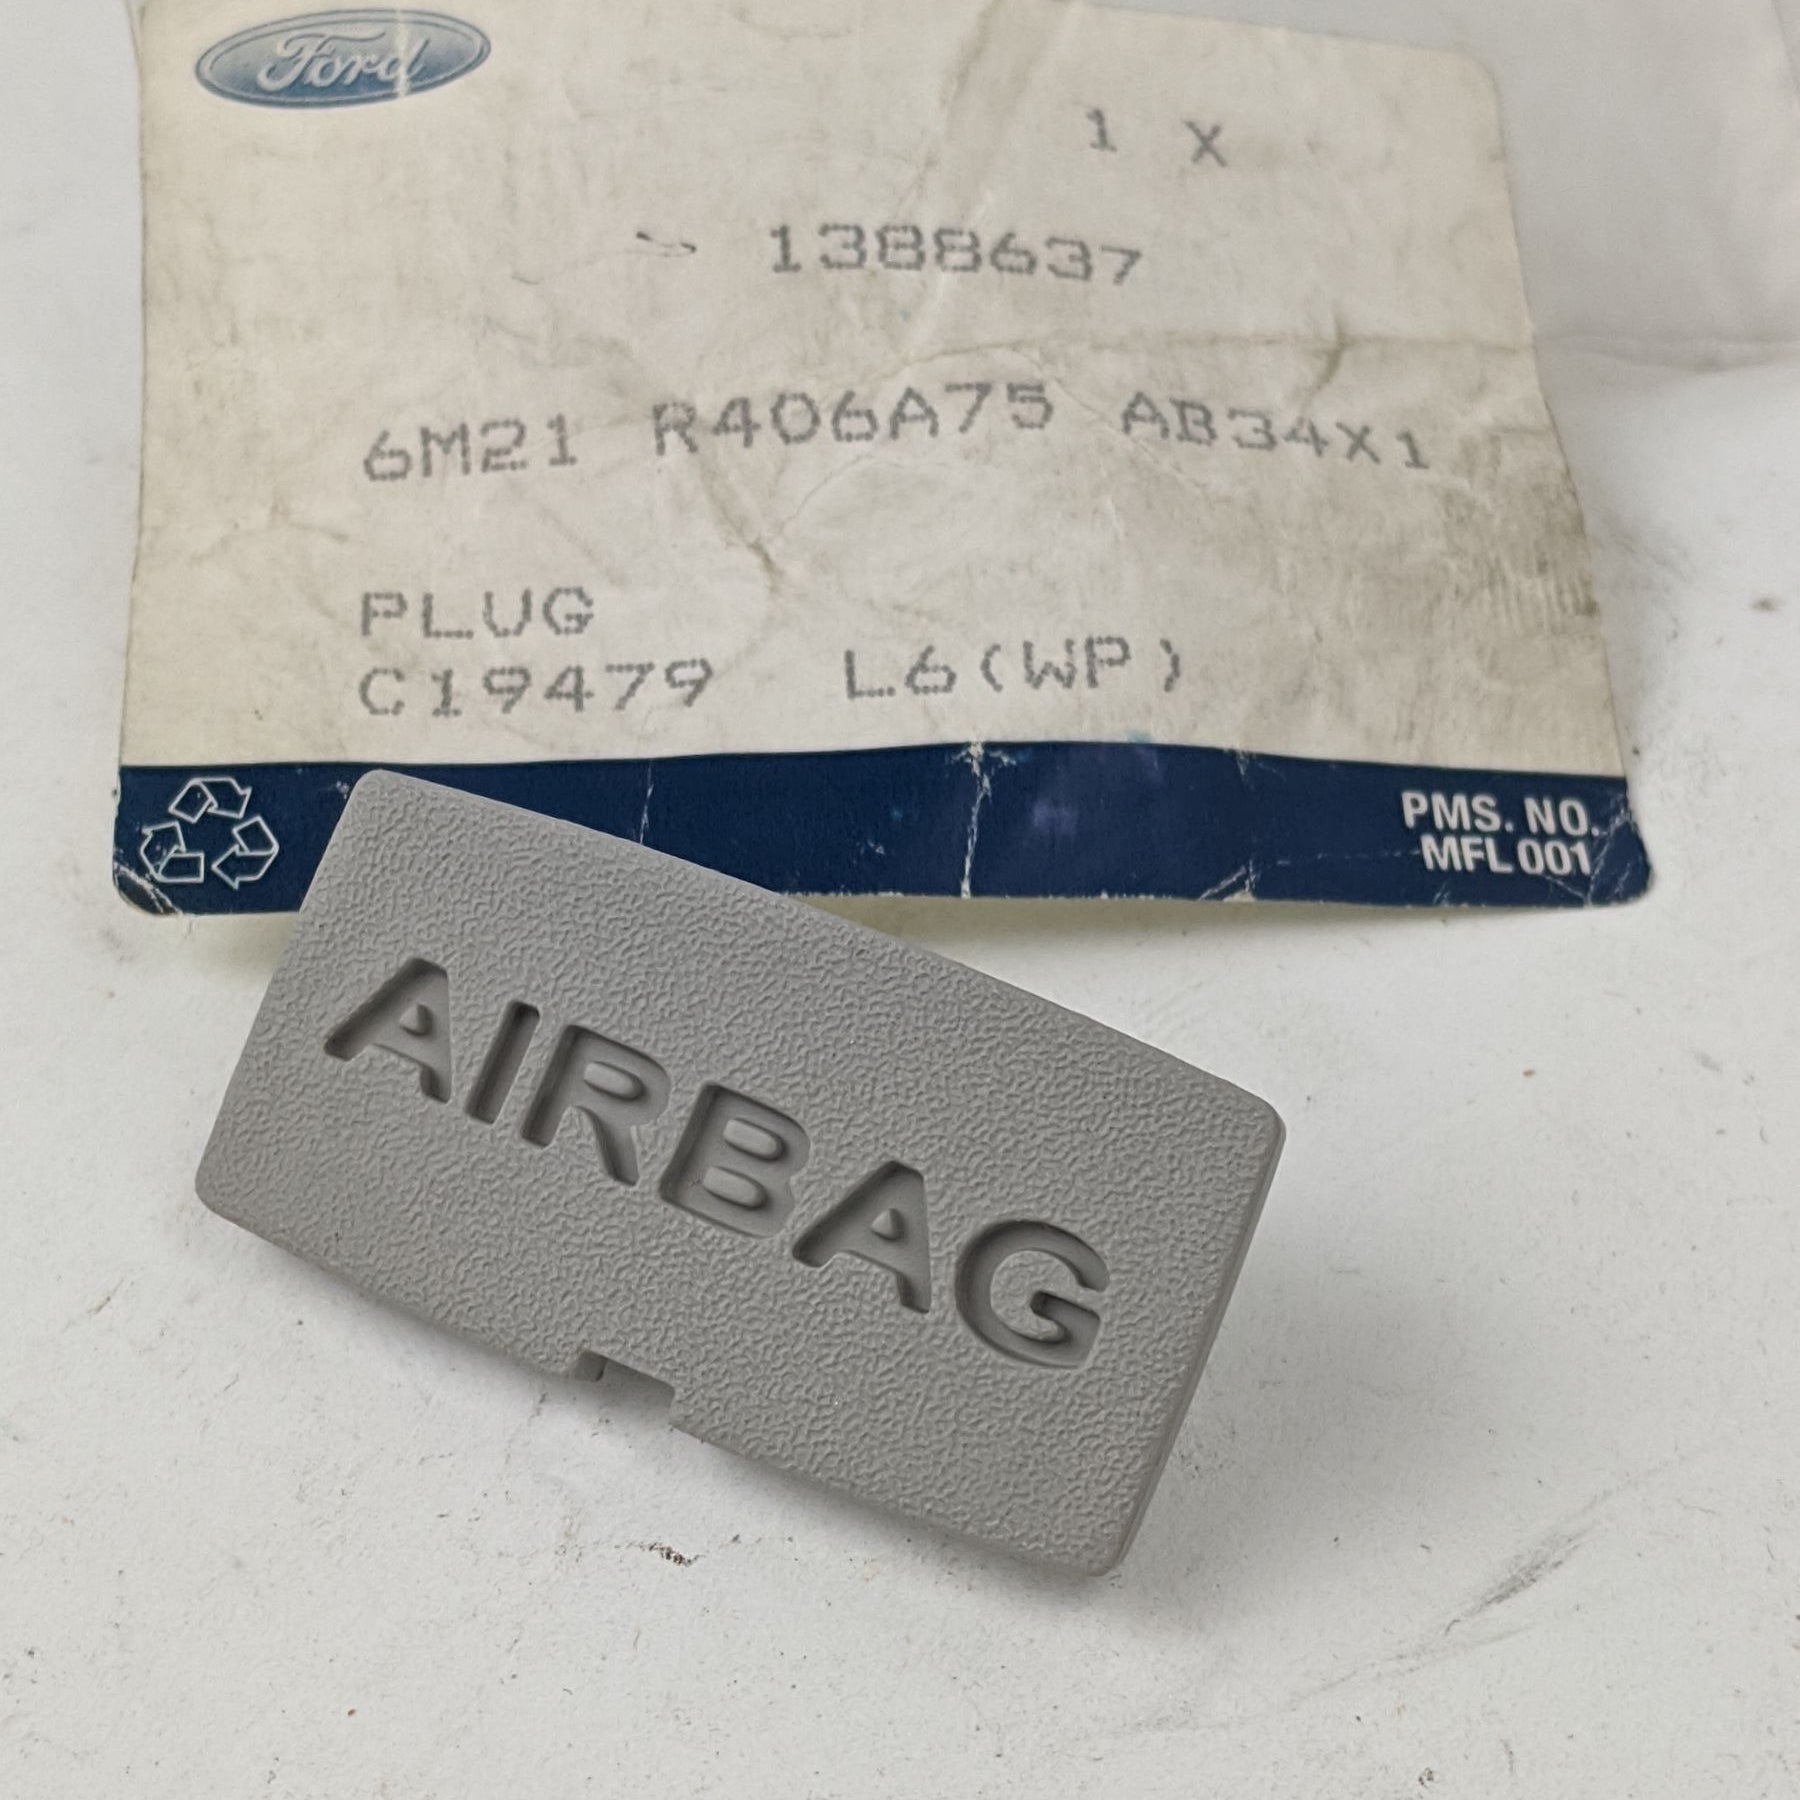 Ford
1 X
1388637
6M21 R406A75 AB34X1
PLUG
C19479 L6(WP)
PMS. NO.
MFL 001
AIRBAG